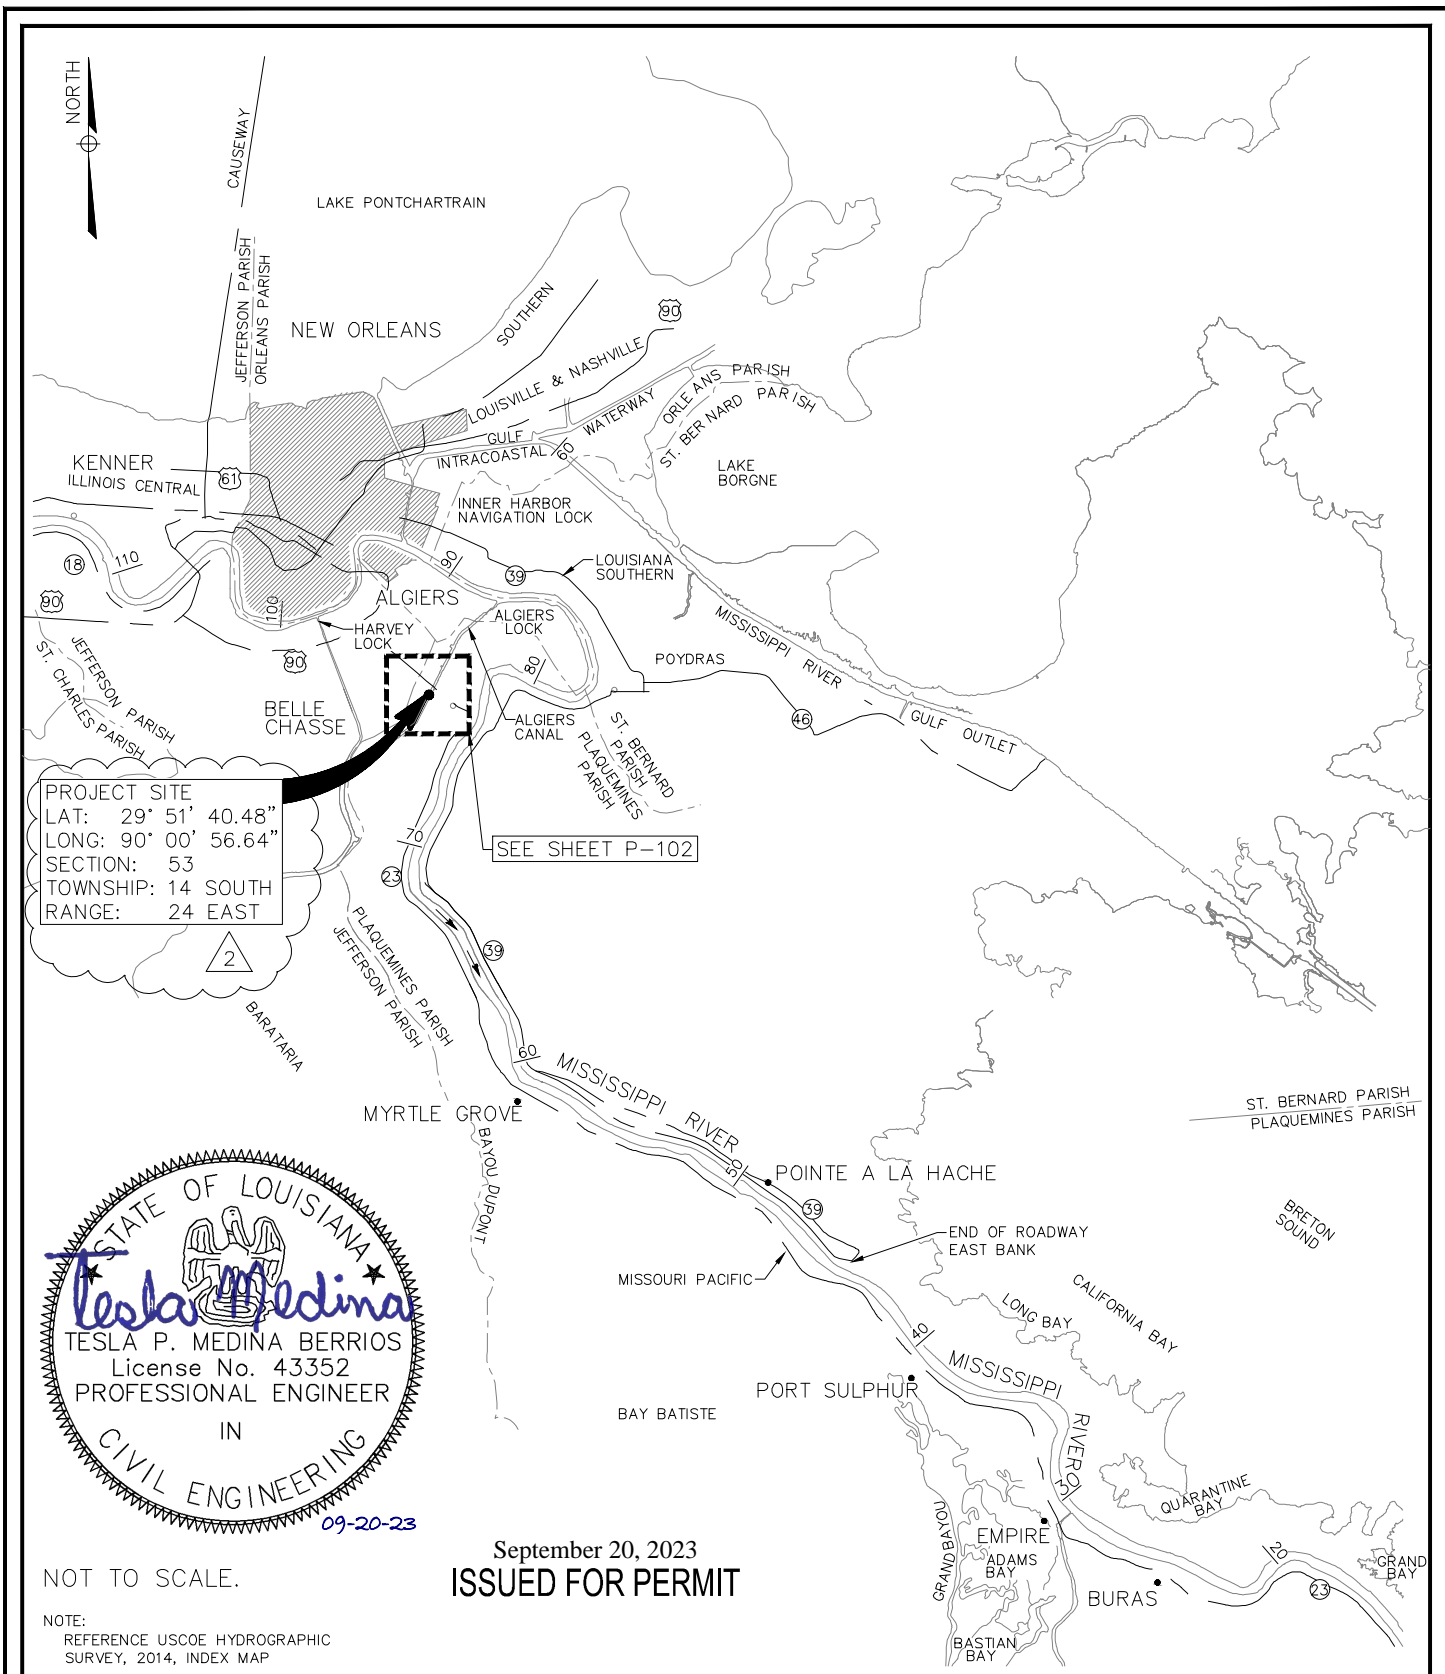 NORTH
CAUSEWAY
LAKE PONTCHARTRAIN
JEFFERSON PARISH
ORLEANS PARISH
NEW ORLEANS
SOUTHERN
90
LOUISVILLE & NASHVILLE
ORLEANS PARISH
ST. BERNARD PARISH
GULF
INTRACOASTAL
WATERWAY
60
KENNER
ILLINOIS CENTRAL
61
LAKE
BORGNE
INNER HARBOR
NAVIGATION LOCK
18
110
90
39
LOUISIANA
SOUTHERN
90
100
ALGIERS
HARVEY
LOCK
ALGIERS
LOCK
90
80
POYDRAS
MISSISSIPPI RIVER
GULF OUTLET
JEFFERSON PARISH
ST. CHARLES PARISH
BELLE
CHASSE
ALGIERS
CANAL
46
ST. BERNARD
PARISH
PLAQUEMINES
PARISH
PROJECT SITE
LAT: 29° 51' 40.48"
LONG: 90° 00' 56.64"
SECTION: 53
TOWNSHIP: 14 SOUTH
RANGE: 24 EAST
2
70
SEE SHEET P-102
23
39
PLAQUEMINES PARISH
JEFFERSON PARISH
BARATARIA
60
MISSISSIPPI RIVER
MYRTLE GROVE
BAYOU DUPONT
50
POINTE A LA HACHE
39
ST. BERNARD PARISH
PLAQUEMINES PARISH
BRETON
SOUND
END OF ROADWAY
EAST BANK
MISSOURI PACIFIC
CALIFORNIA BAY
LONG BAY
40
MISSISSIPPI
RIVER
PORT SULPHUR
BAY BATISTE
30
QUARANTINE
BAY
GRAND BAYOU
EMPIRE
ADAMS
BAY
20
GRAND
BAY
23
BURAS
BASTIAN
BAY
STATE OF LOUISIANA
Tesla Medina
TESLA P. MEDINA BERRIOS
License No. 43352
PROFESSIONAL ENGINEER
IN
CIVIL ENGINEERING
09-20-23
September 20, 2023
ISSUED FOR PERMIT
NOT TO SCALE.
NOTE:
REFERENCE USCOE HYDROGRAPHIC
SURVEY, 2014, INDEX MAP